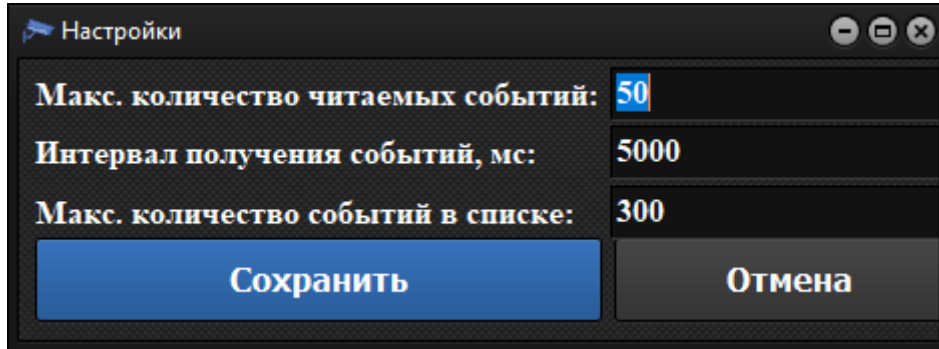 Настройки
Макс. количество читаемых событий: 50
Интервал получения событий, мс: 5000
Макс. количество событий в списке: 300
Сохранить Отмена